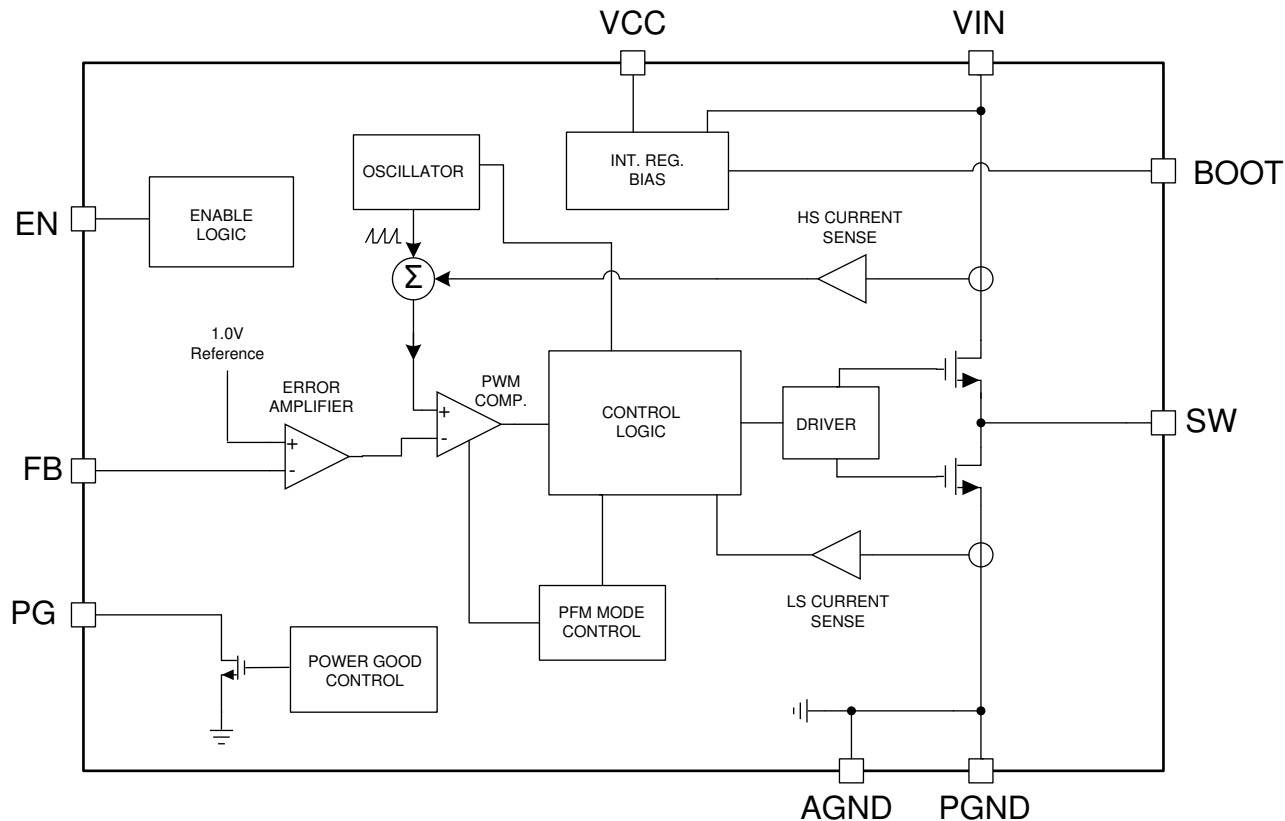 VCC
VIN
OSCILLATOR
INT. REG.
BIAS
BOOT
EN
ENABLE
LOGIC
HS CURRENT
SENSE
Σ
1.0V
Reference
ERROR
AMPLIFIER
+
-
PWM
COMP.
+
-
CONTROL
LOGIC
DRIVER
SW
FB
PG
PFM MODE
CONTROL
LS CURRENT
SENSE
POWER GOOD
CONTROL
AGND
PGND